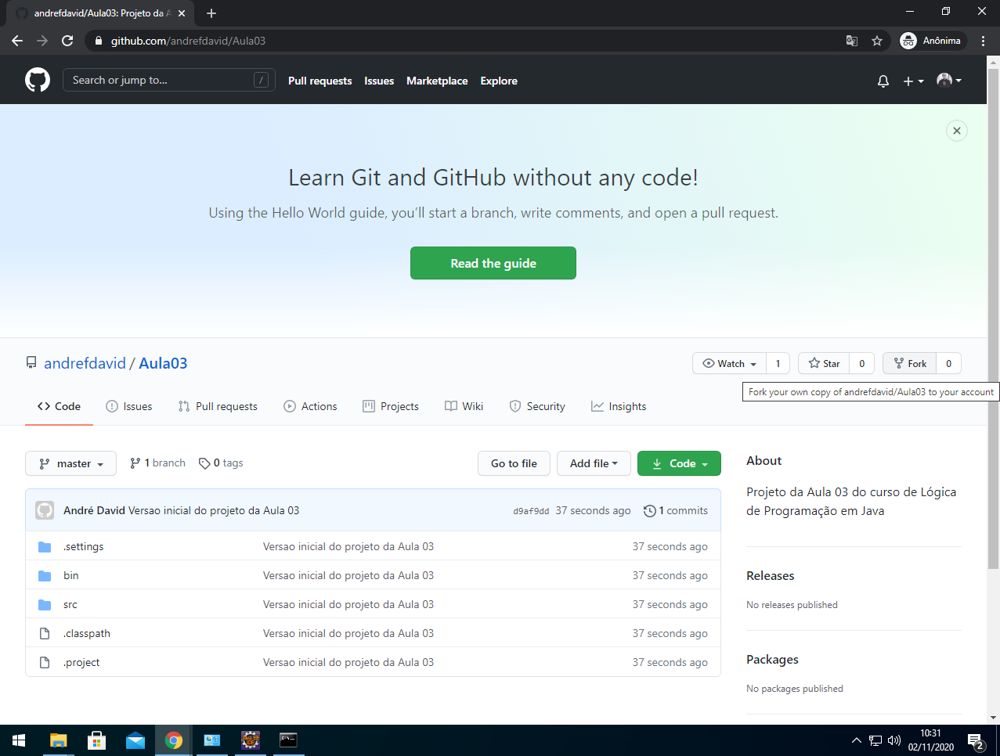 andrefdavid/Aula03: Projeto da A
github.com/andrefdavid/Aula03
Anônima
Search or jump to...
/
Pull requests
Issues
Marketplace
Explore
Learn Git and GitHub without any code!
Using the Hello World guide, you’ll start a branch, write comments, and open a pull request.
Read the guide
andrefdavid / Aula03
Watch
1
Star
0
Fork
0
Fork your own copy of andrefdavid/Aula03 to your account
Code
Issues
Pull requests
Actions
Projects
Wiki
Security
Insights
master
1 branch
0 tags
Go to file
Add file
Code
André David Versao inicial do projeto da Aula 03
d9af9dd 37 seconds ago
1 commits
.settings Versao inicial do projeto da Aula 03 37 seconds ago
bin Versao inicial do projeto da Aula 03 37 seconds ago
src Versao inicial do projeto da Aula 03 37 seconds ago
.classpath Versao inicial do projeto da Aula 03 37 seconds ago
.project Versao inicial do projeto da Aula 03 37 seconds ago
About
Projeto da Aula 03 do curso de Lógica
de Programação em Java
Releases
No releases published
Packages
No packages published
10:31
02/11/2020
2